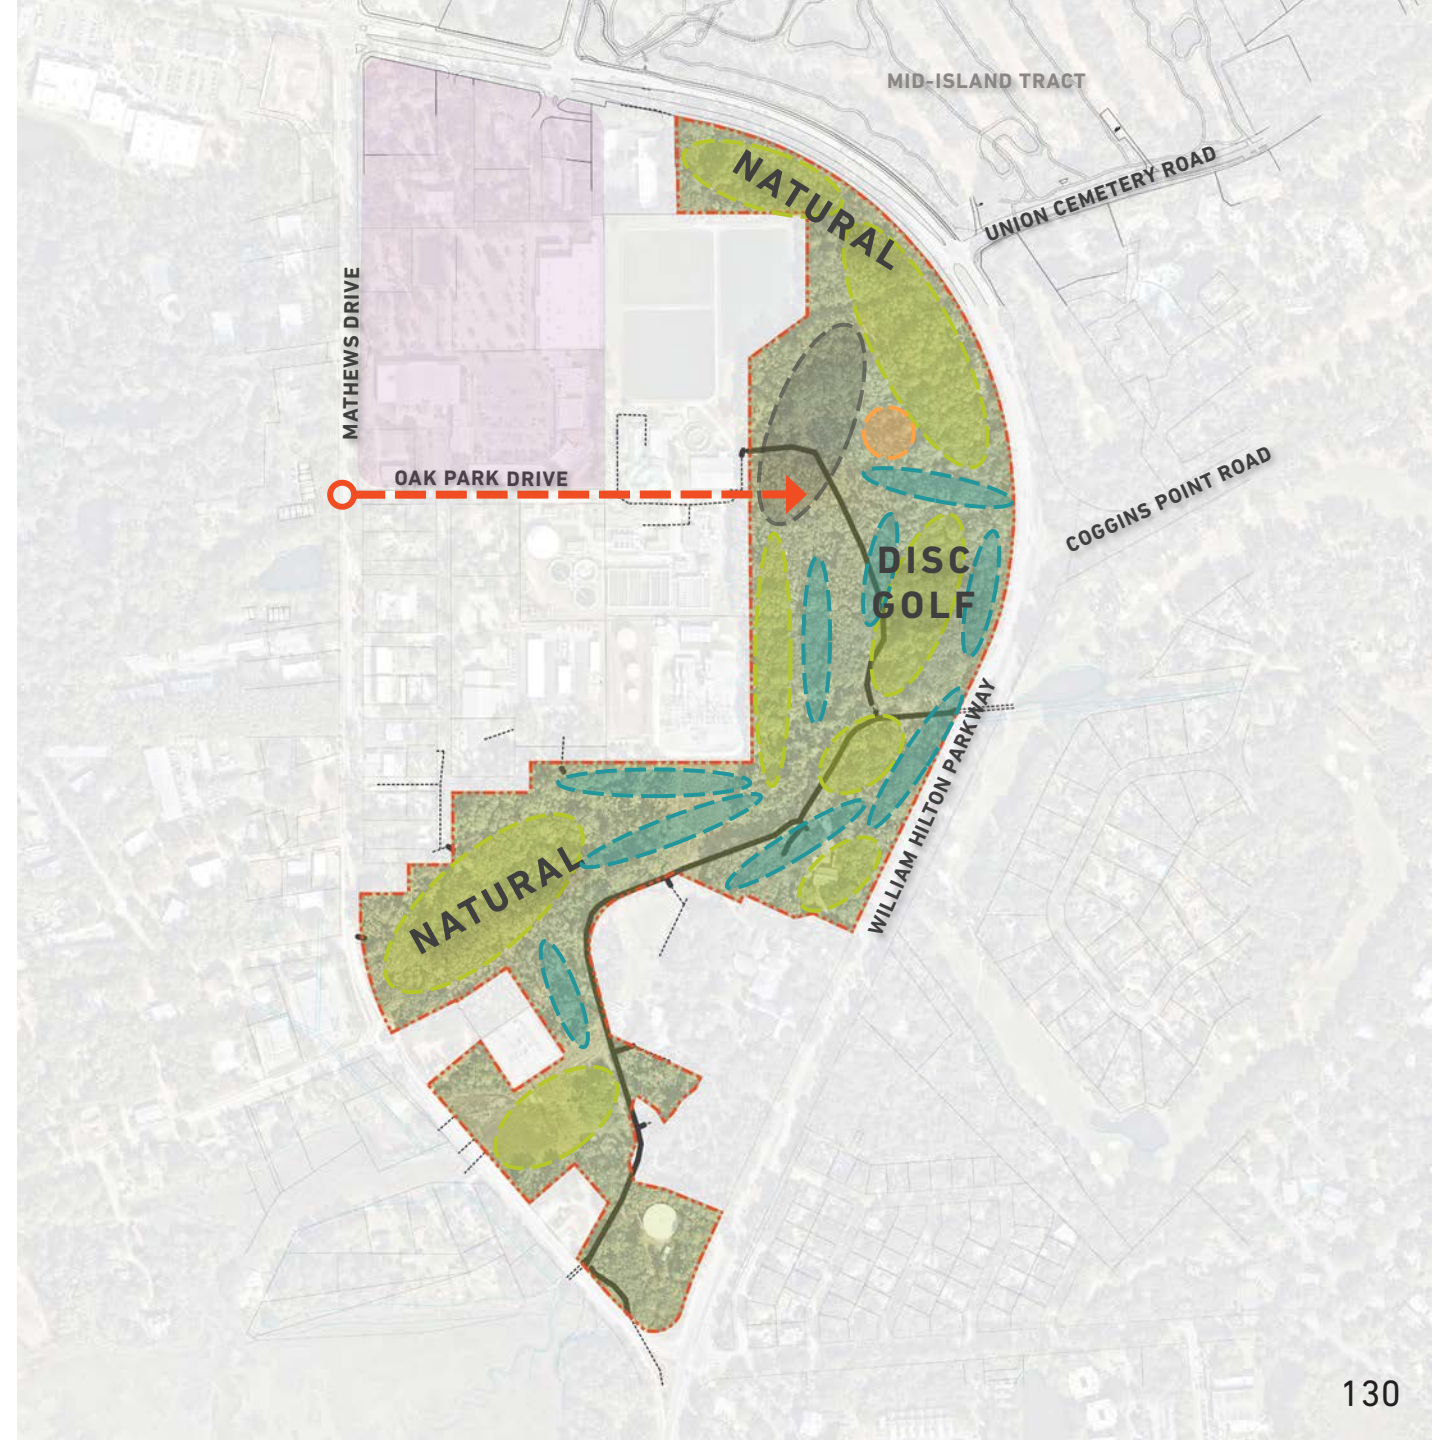 MID-ISLAND TRACT
NATURAL
UNION CEMETERY ROAD
MATHEWS DRIVE
OAK PARK DRIVE
COGGINS POINT ROAD
DISC
GOLF
WILLIAM HILTON PARKWAY
NATURAL
130